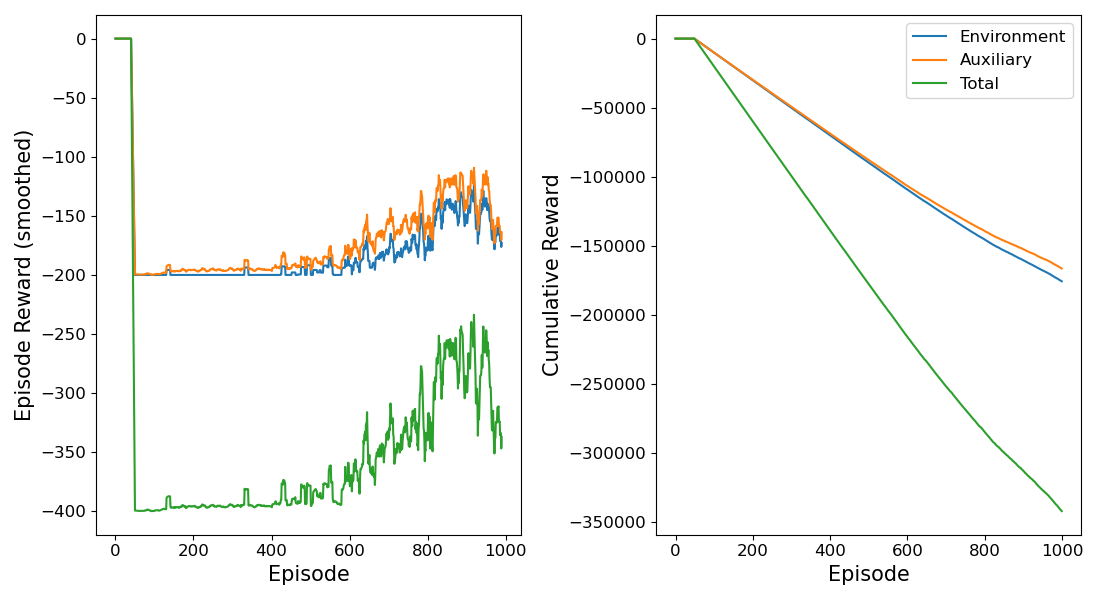 Episode Reward (smoothed)
0
−50
−100
−150
−200
−250
−300
−350
−400
0 200 400 600 800 1000
Episode
Cumulative Reward
0
−50000
−100000
−150000
−200000
−250000
−300000
−350000
0 200 400 600 800 1000
Episode
Environment
Auxiliary
Total